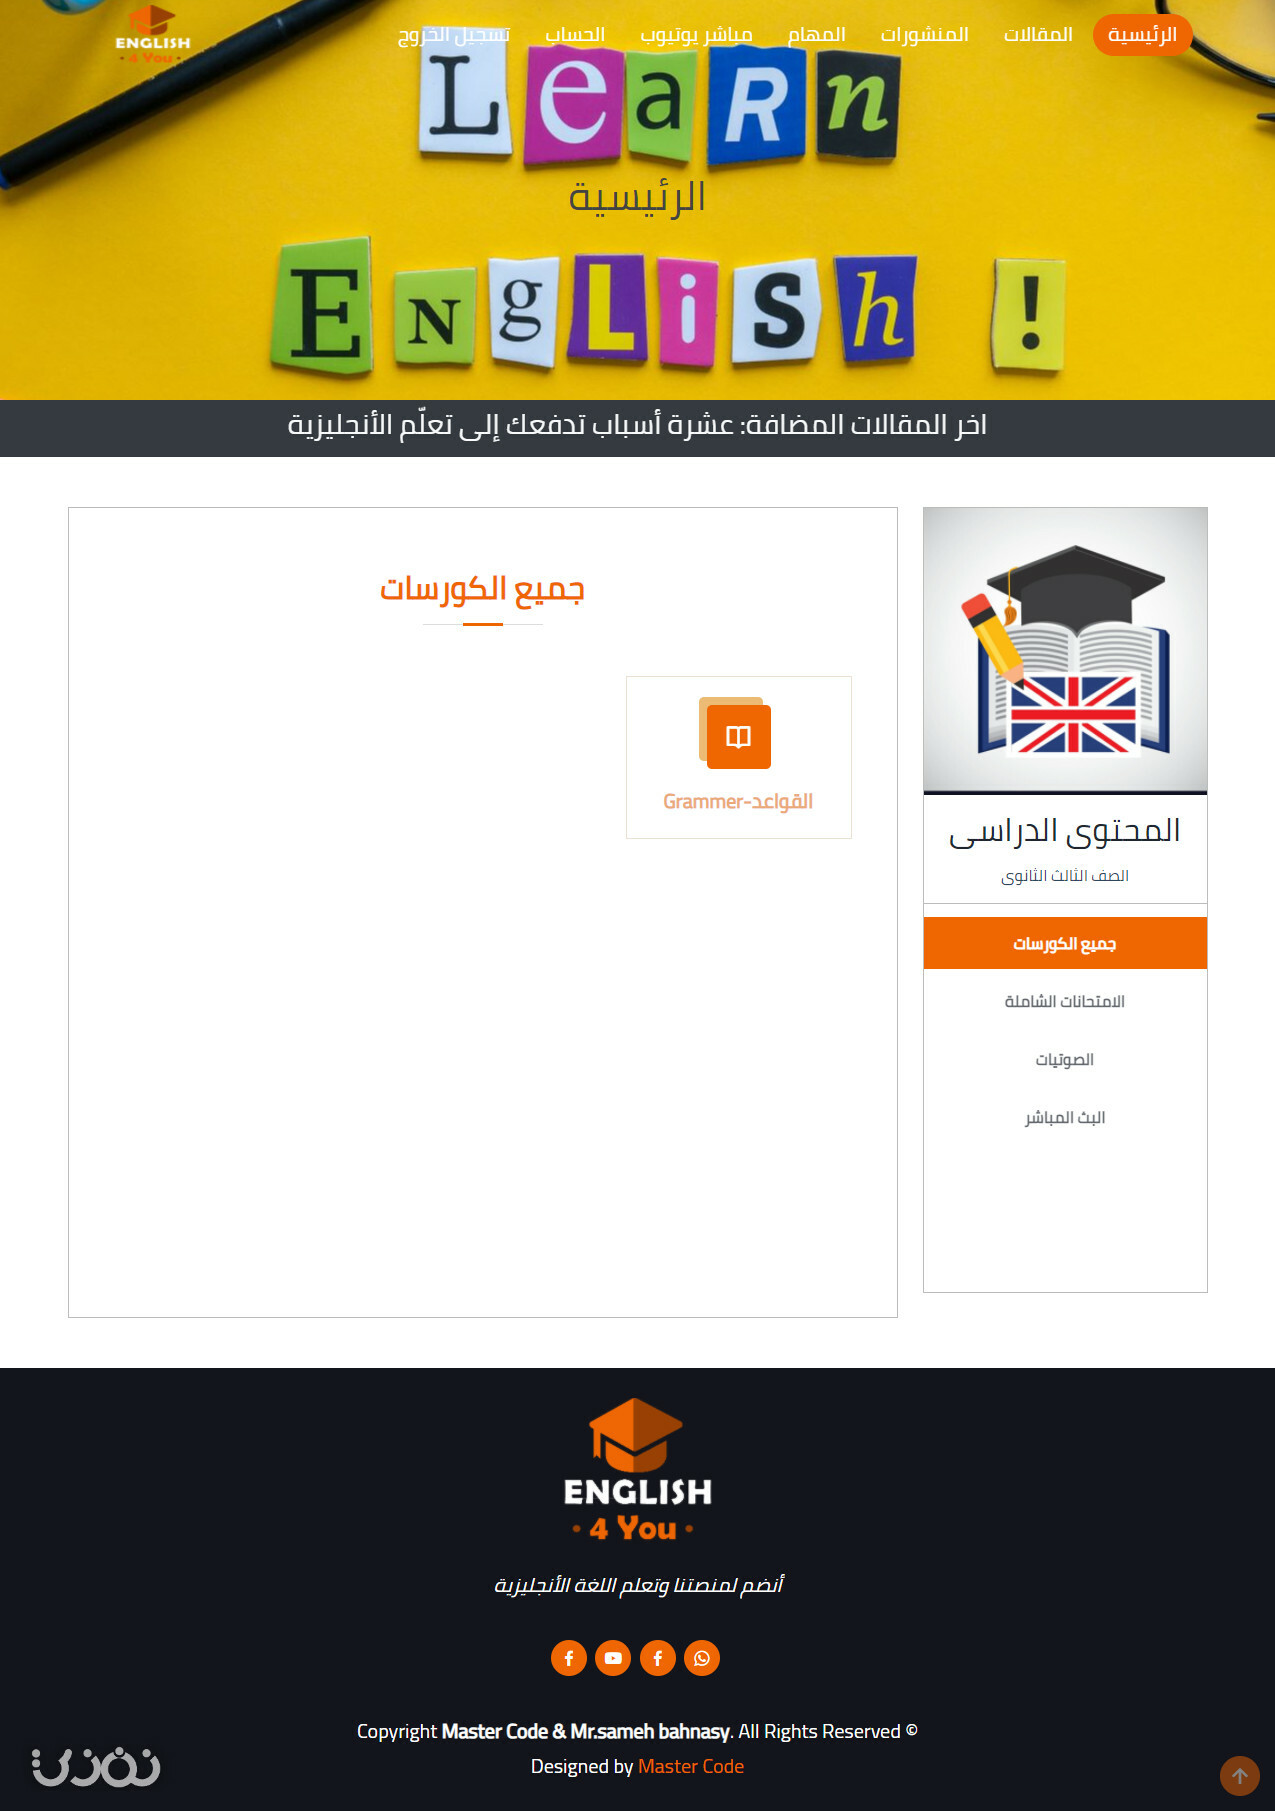 الرئيسية
المقالات
المنشورات
المهام
مباشر يوتيوب
الحساب
تسجيل الخروج
ENGLISH
4 You
Learn
الرئيسية
English !
اخر المقالات المضافة: عشرة أسباب تدفعك إلى تعلّم الأنجليزية
المحتوى الدراسى
الصف الثالث الثانوى
جميع الكورسات
الامتحانات الشاملة
الصوتيات
البث المباشر
جميع الكورسات
القواعد-Grammer
ENGLISH
4 You
أنضم لمنصتنا وتعلم اللغة الأنجليزية
Copyright Master Code & Mr.sameh bahnasy. All Rights Reserved ©
Designed by Master Code
نفذلي